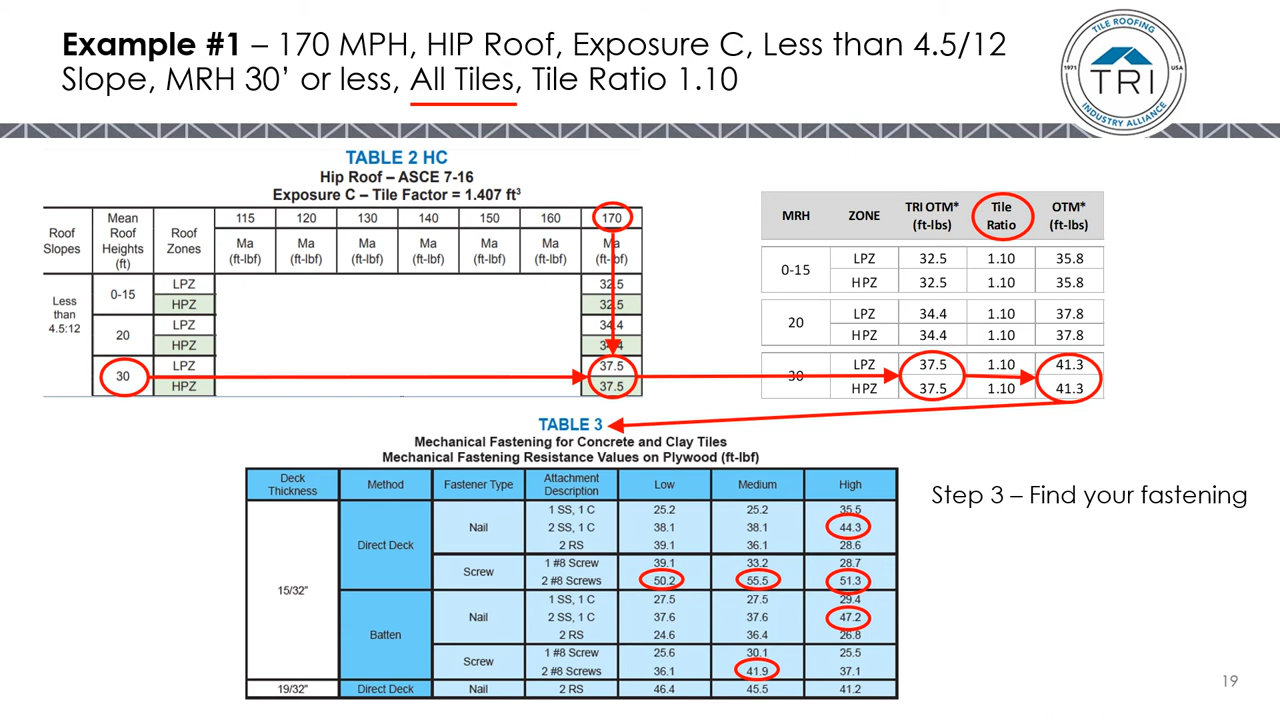 Example #1 – 170 MPH, HIP Roof, Exposure C, Less than 4.5/12
Slope, MRH 30’ or less, All Tiles, Tile Ratio 1.10
TILE ROOFING
1921 TRI USA
INDUSTRY ALLIANCE
TABLE 2 HC
Hip Roof – ASCE 7-16
Exposure C – Tile Factor = 1.407 ft³
Roof Slopes Mean Roof Heights (ft) Roof Zones 115 120 130 140 150 160 170
Ma (ft-lbf) Ma (ft-lbf) Ma (ft-lbf) Ma (ft-lbf) Ma (ft-lbf) Ma (ft-lbf) Ma (ft-lbf)
Less than 4.5:12 0-15 LPZ 32.5
HPZ 32.5
20 LPZ 34.4
HPZ 34.4
30 LPZ 37.5
HPZ 37.5
MRH ZONE TRI OTM* (ft-lbs) Tile Ratio OTM* (ft-lbs)
0-15 LPZ 32.5 1.10 35.8
HPZ 32.5 1.10 35.8
20 LPZ 34.4 1.10 37.8
HPZ 34.4 1.10 37.8
30 LPZ 37.5 1.10 41.3
HPZ 37.5 1.10 41.3
TABLE 3
Mechanical Fastening for Concrete and Clay Tiles
Mechanical Fastening Resistance Values on Plywood (ft-lbf)
Deck Thickness Method Fastener Type Attachment Description Low Medium High
15/32" Direct Deck Nail 1 SS, 1 C 25.2 25.2 35.5
2 SS, 1 C 38.1 38.1 44.3
2 RS 39.1 36.1 28.6
Screw 1 #8 Screw 39.1 33.2 28.7
2 #8 Screws 50.2 55.5 51.3
Batten Nail 1 SS, 1 C 27.5 27.5 29.4
2 SS, 1 C 37.6 37.6 47.2
2 RS 24.6 36.4 26.8
Screw 1 #8 Screw 25.6 30.1 25.5
2 #8 Screws 36.1 41.9 37.1
19/32" Direct Deck Nail 2 RS 46.4 45.5 41.2
Step 3 – Find your fastening
19